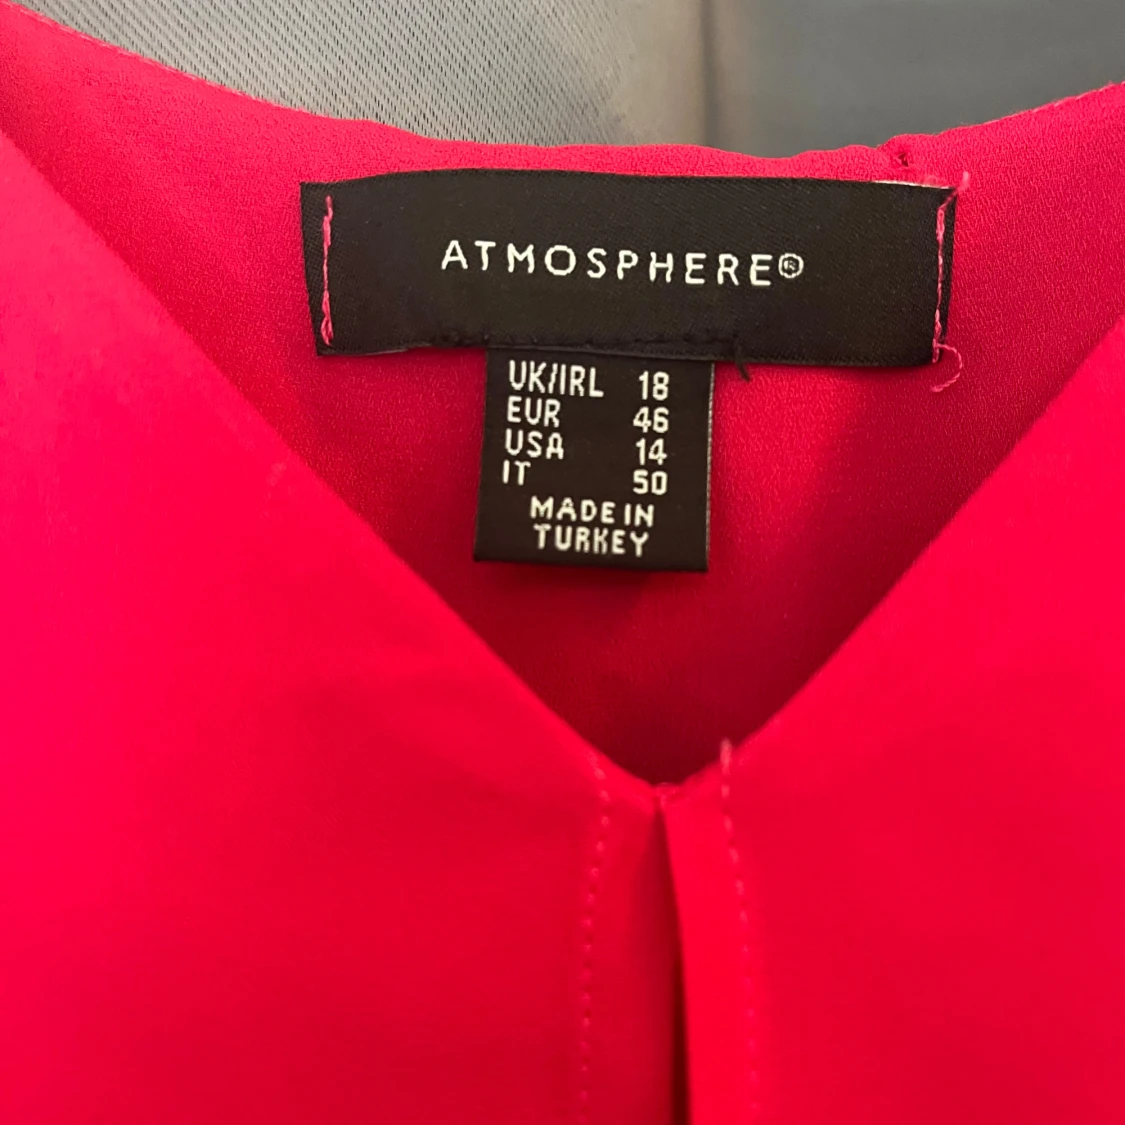 ATMOSPHERE®
UK/IRL 18
EUR 46
USA 14
IT 50
MADE IN
TURKEY